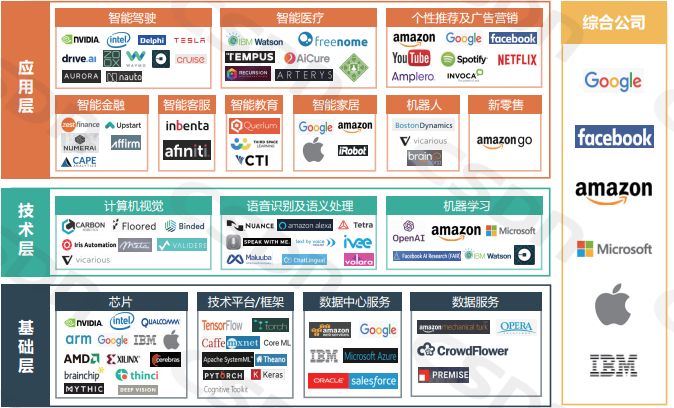 应用层
智能驾驶
NVIDIA intel Delphi TESLA
drive.ai ZOOX WAYMO cruise
AURORA nauto
智能医疗
IBM Watson freenome
TEMPUS AiCure
RECURSION ARTERYS
个性推荐及广告营销
amazon Google facebook
YouTube Spotify NETFLIX
Amplero INVOCA
智能金融
zestfinance Upstart
NUMERAI affirm
CAPE ANALYTICS
智能客服
inbenta
afiniti
智能教育
Querium
THIRD SPACE LEARNING
CTI
智能家居
Google amazon
iRobot
机器人
BostonDynamics
vicarious
brain
新零售
amazon go
技术层
计算机视觉
CARBON ROBOTICS Floored Binded
Iris Automation Meta VALIDERE
vicarious
语音识别及语义处理
NUANCE amazon alexa Tetra
SPEAK WITH ME. text by voice ivee
Maluuba ChatLingual volara
机器学习
OpenAI amazon Microsoft
Facebook AI Research (FAIR) IBM Watson
基础层
芯片
NVIDIA intel QUALCOMM
arm Google IBM
AMD XILINX cerebras
brainchip thinci
MYTHIC DEEP VISION
技术平台/框架
TensorFlow torch
Caffe mxnet Core ML
Apache SystemML theano
PYTORCH Keras
Cognitive Toolkit
数据中心服务
amazon web services Google
IBM Microsoft Azure
ORACLE salesforce
数据服务
amazon mechanical turk OPERA SOLUTIONS
CrowdFlower
PREMISE
综合公司
Google
facebook
amazon
Microsoft
IBM